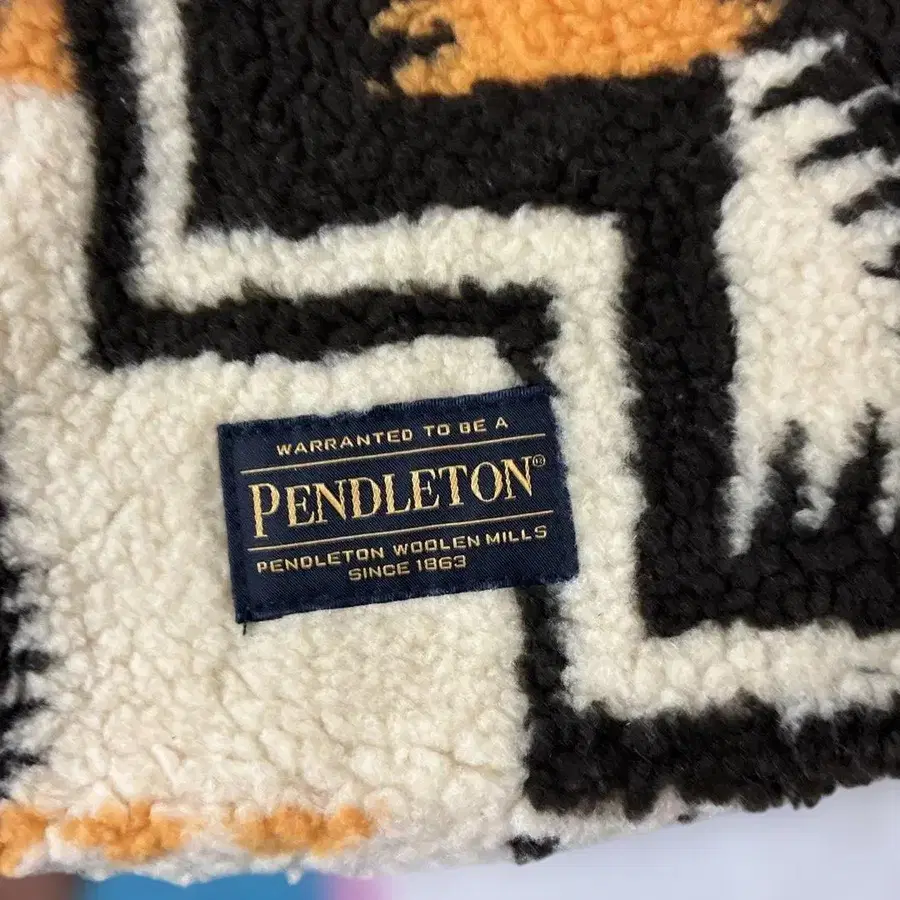 WARRANTED TO BE A
PENDLETON®
PENDLETON WOOLEN MILLS
SINCE 1863